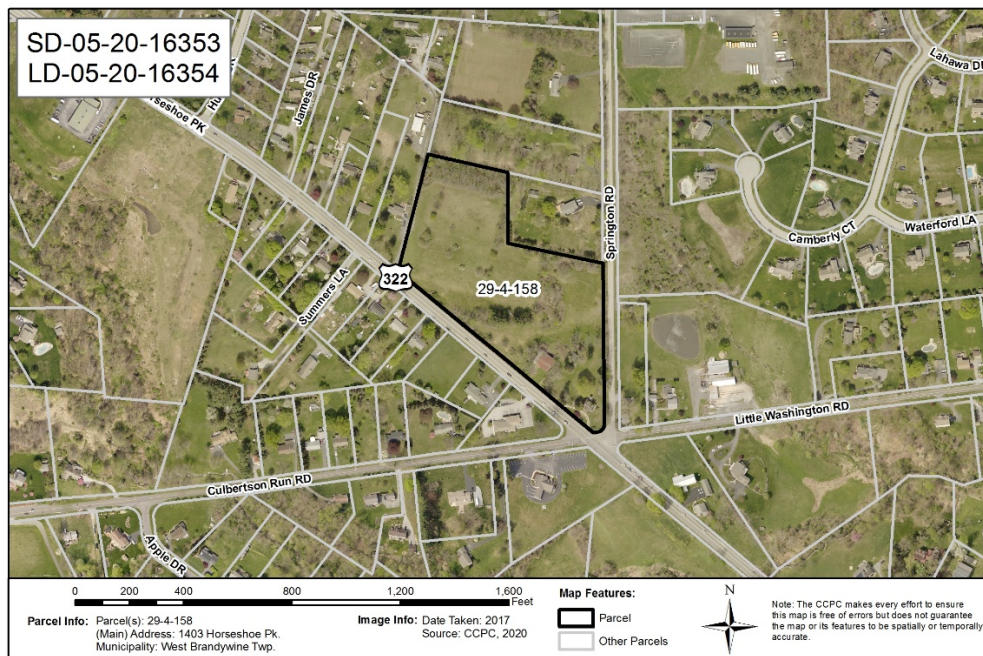 SD-05-20-16353
LD-05-20-16354
Horseshoe PK
James DR
Lahawa DR
Springton RD
Camberly CT
Waterford LA
322
29-4-158
Summers LA
Little Washington RD
Culbertson Run RD
Apple DR
0 200 400 800 1,200 1,600
Feet
Parcel Info: Parcel(s): 29-4-158
(Main) Address: 1403 Horseshoe Pk.
Municipality: West Brandywine Twp.
Image Info: Date Taken: 2017
Source: CCPC, 2020
Map Features:
Parcel
Other Parcels
N
Note: The CCPC makes every effort to ensure
this map is free of errors but does not guarantee
the map or its features to be spatially or temporally
accurate.